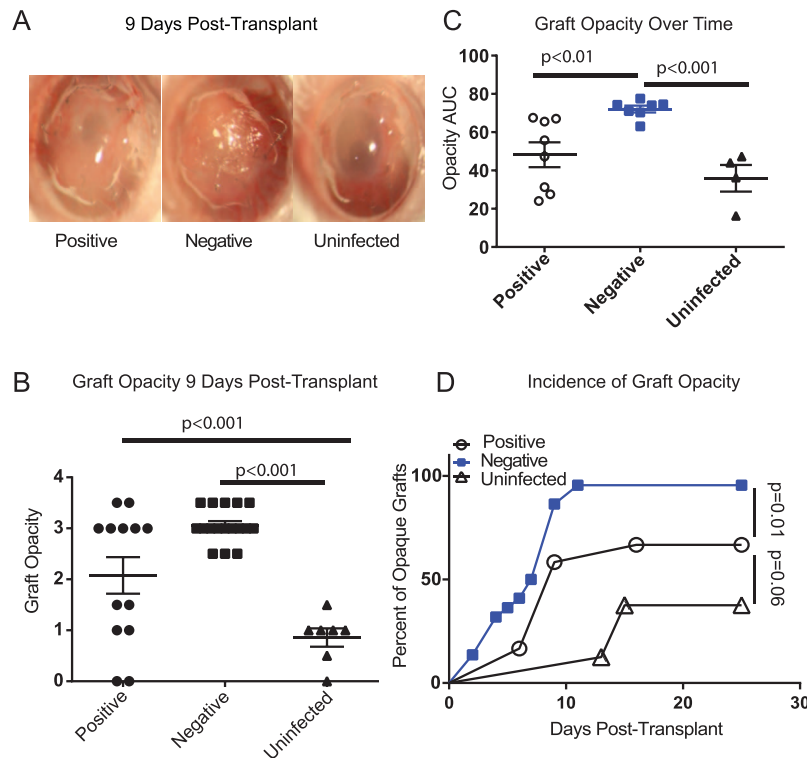 A
9 Days Post-Transplant
Positive
Negative
Uninfected
B
Graft Opacity 9 Days Post-Transplant
p<0.001
p<0.001
Graft Opacity
4
3
2
1
0
Positive
Negative
Uninfected
C
Graft Opacity Over Time
p<0.01
p<0.001
Opacity AUC
100
80
60
40
20
0
Positive
Negative
Uninfected
D
Incidence of Graft Opacity
Positive
Negative
Uninfected
Percent of Opaque Grafts
100
50
0
p=0.01
p=0.06
0
10
20
30
Days Post-Transplant